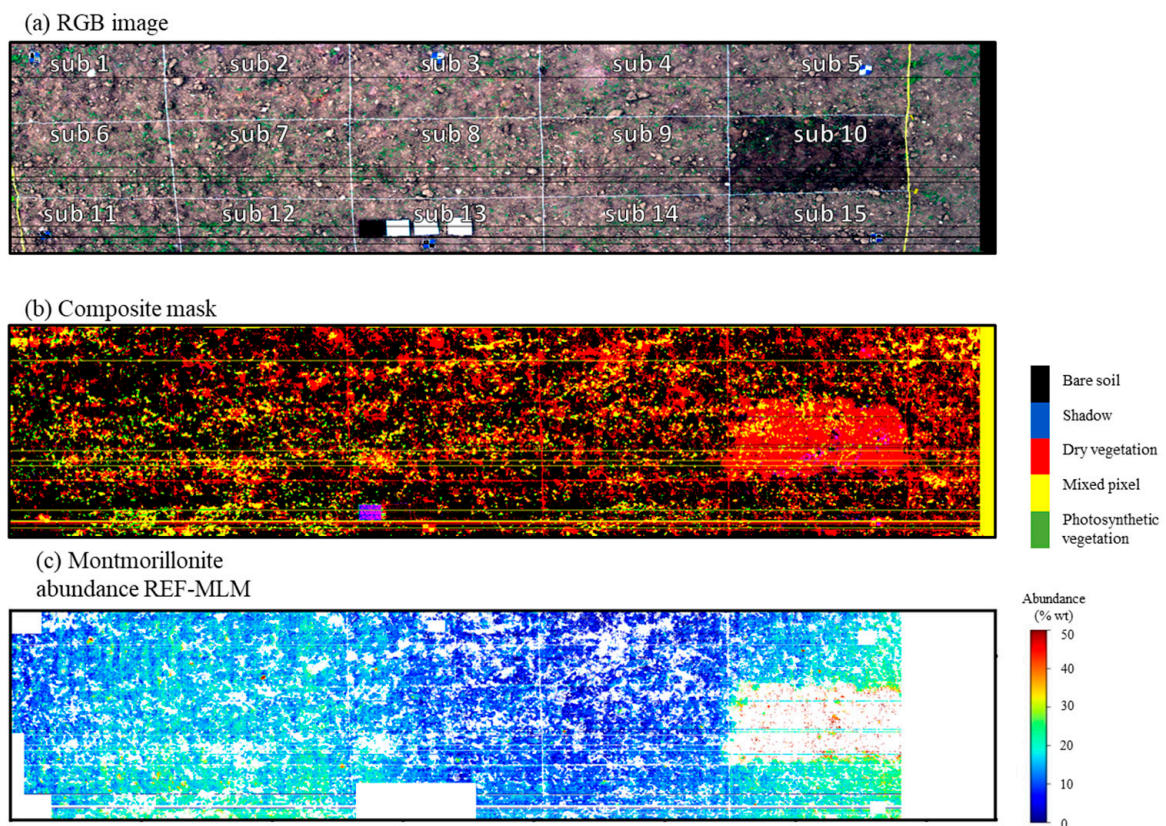 (a) RGB image
sub 1 sub 2 sub 3 sub 4 sub 5
sub 6 sub 7 sub 8 sub 9 sub 10
sub 11 sub 12 sub 13 sub 14 sub 15
(b) Composite mask
Bare soil
Shadow
Dry vegetation
Mixed pixel
Photosynthetic
vegetation
(c) Montmorillonite
abundance REF-MLM
Abundance
(% wt)
50
40
30
20
10
0